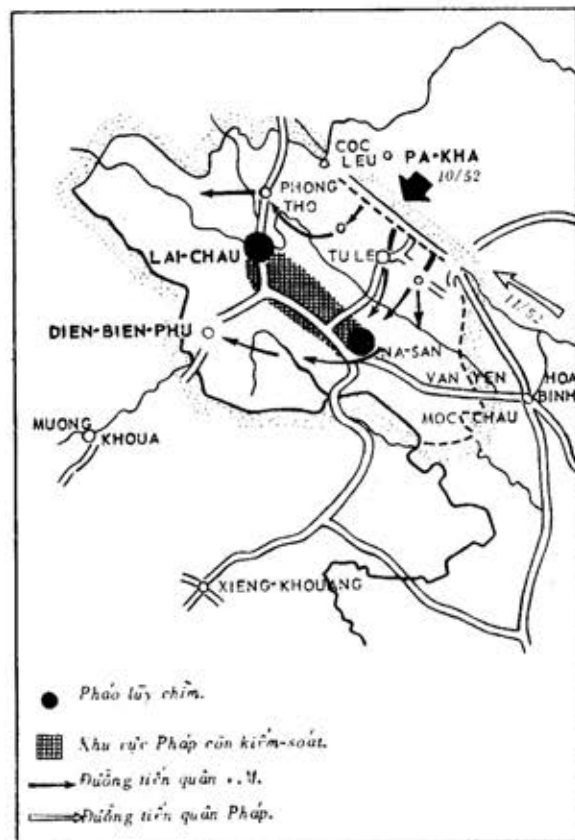 COC
LEU
PA-KHA
10/52
PHONG
THO
LAI-CHAU
TU LE
11/52
DIEN-BIEN-PHU
NA-SAN
VAN YEN
HOA
BINH
MOC CHAU
MUONG
KHOUA
XIENG-KHOUANG
Pháo lũy chìm.
Khu vực Pháp còn kiểm-soát.
Đường tiến quân V.M.
Đường tiến quân Pháp.